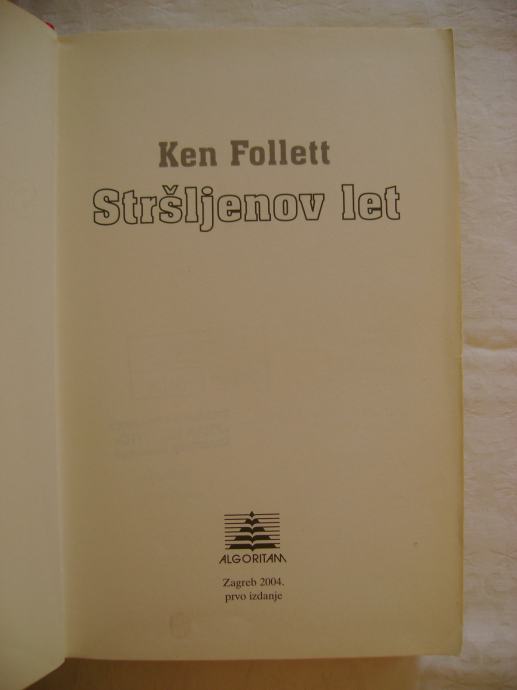 Ken Follett
Stršljenov let
ALGORITAM
Zagreb 2004.
prvo izdanje